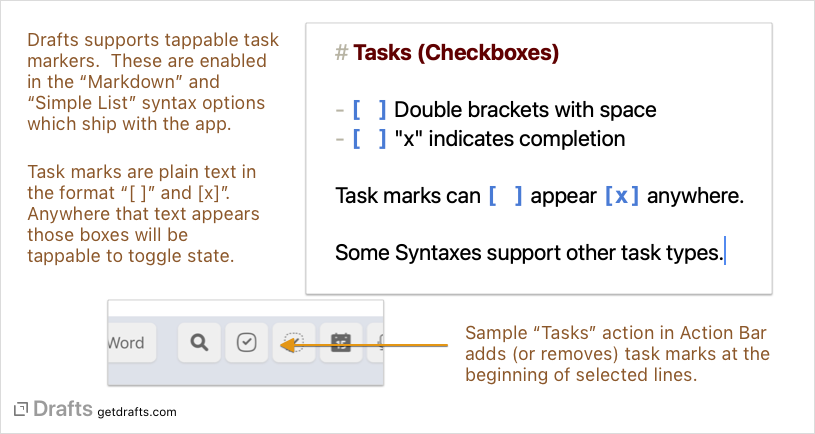 Drafts supports tappable task
markers.  These are enabled
in the “Markdown” and
“Simple List” syntax options
which ship with the app.
Task marks are plain text in
the format “[ ]” and [x]”.
Anywhere that text appears
those boxes will be
tappable to toggle state.
# Tasks (Checkboxes)
- [ ] Double brackets with space
- [ ] "x" indicates completion
Task marks can [ ] appear [x] anywhere.
Some Syntaxes support other task types.
Word
Sample “Tasks” action in Action Bar
adds (or removes) task marks at the
beginning of selected lines.
Drafts getdrafts.com